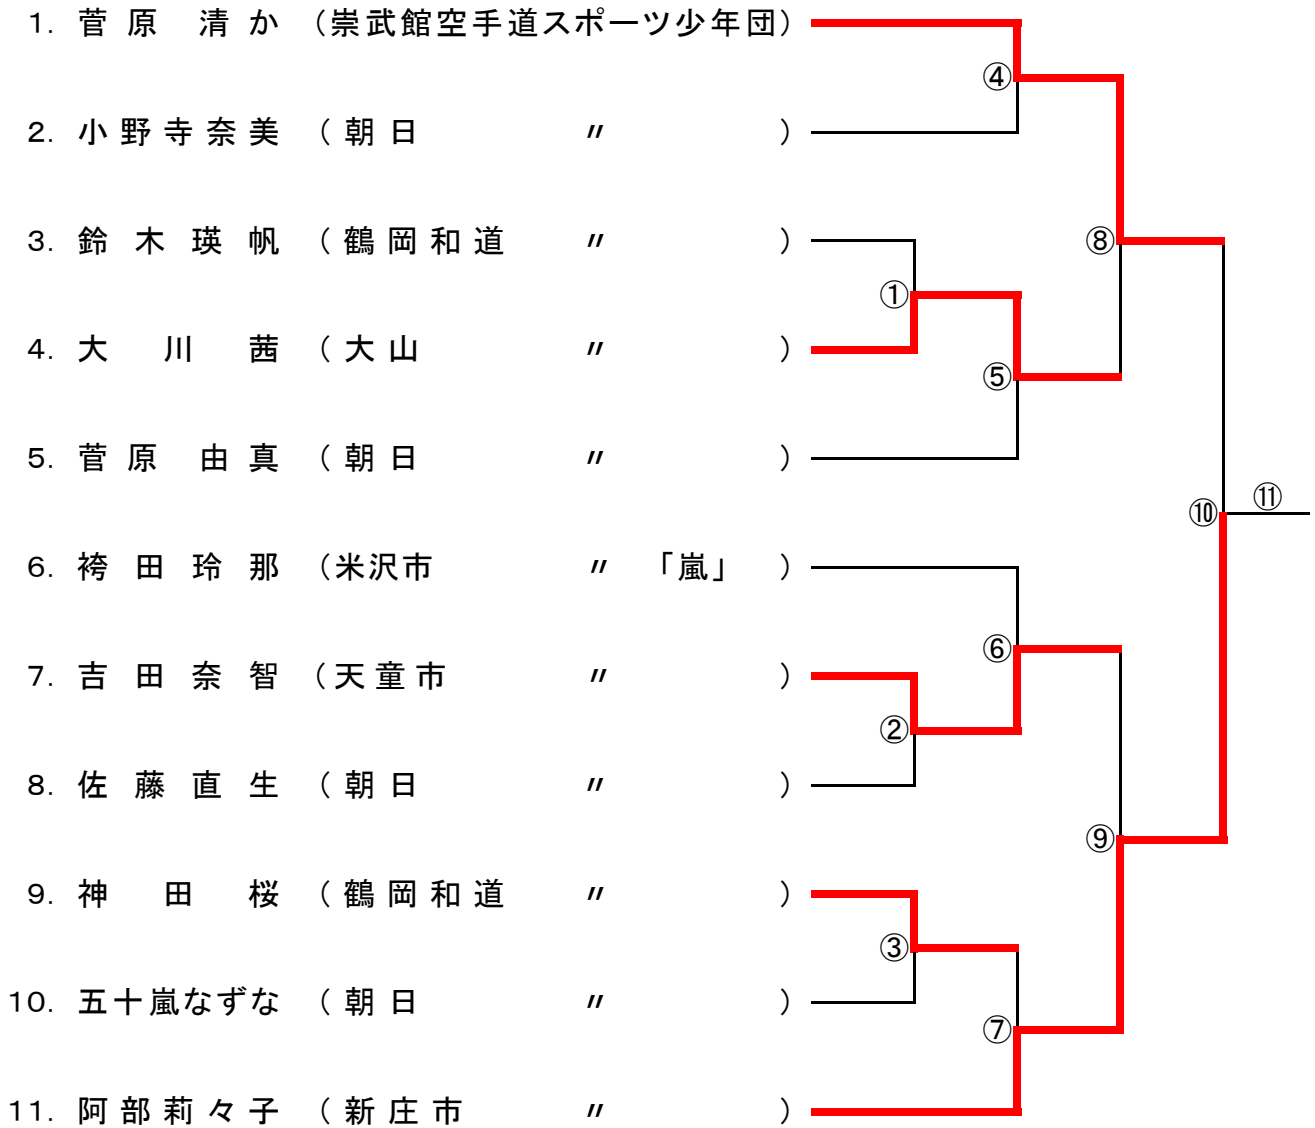 1. 菅原 清か (崇武館空手道スポーツ少年団)
④
2. 小野寺奈美 (朝日 〃 )
3. 鈴木瑛帆 (鶴岡和道 〃 )
⑧
①
4. 大川茜 (大山 〃 )
⑤
5. 菅原 由真 (朝日 〃 )
⑩ ⑪
6. 袴田玲那 (米沢市 〃 「嵐」 )
⑥
7. 吉田奈智 (天童市 〃 )
②
8. 佐藤直生 (朝日 〃 )
⑨
9. 神田桜 (鶴岡和道 〃 )
③
10. 五十嵐なずな (朝日 〃 )
⑦
11. 阿部莉々子 (新庄市 〃 )